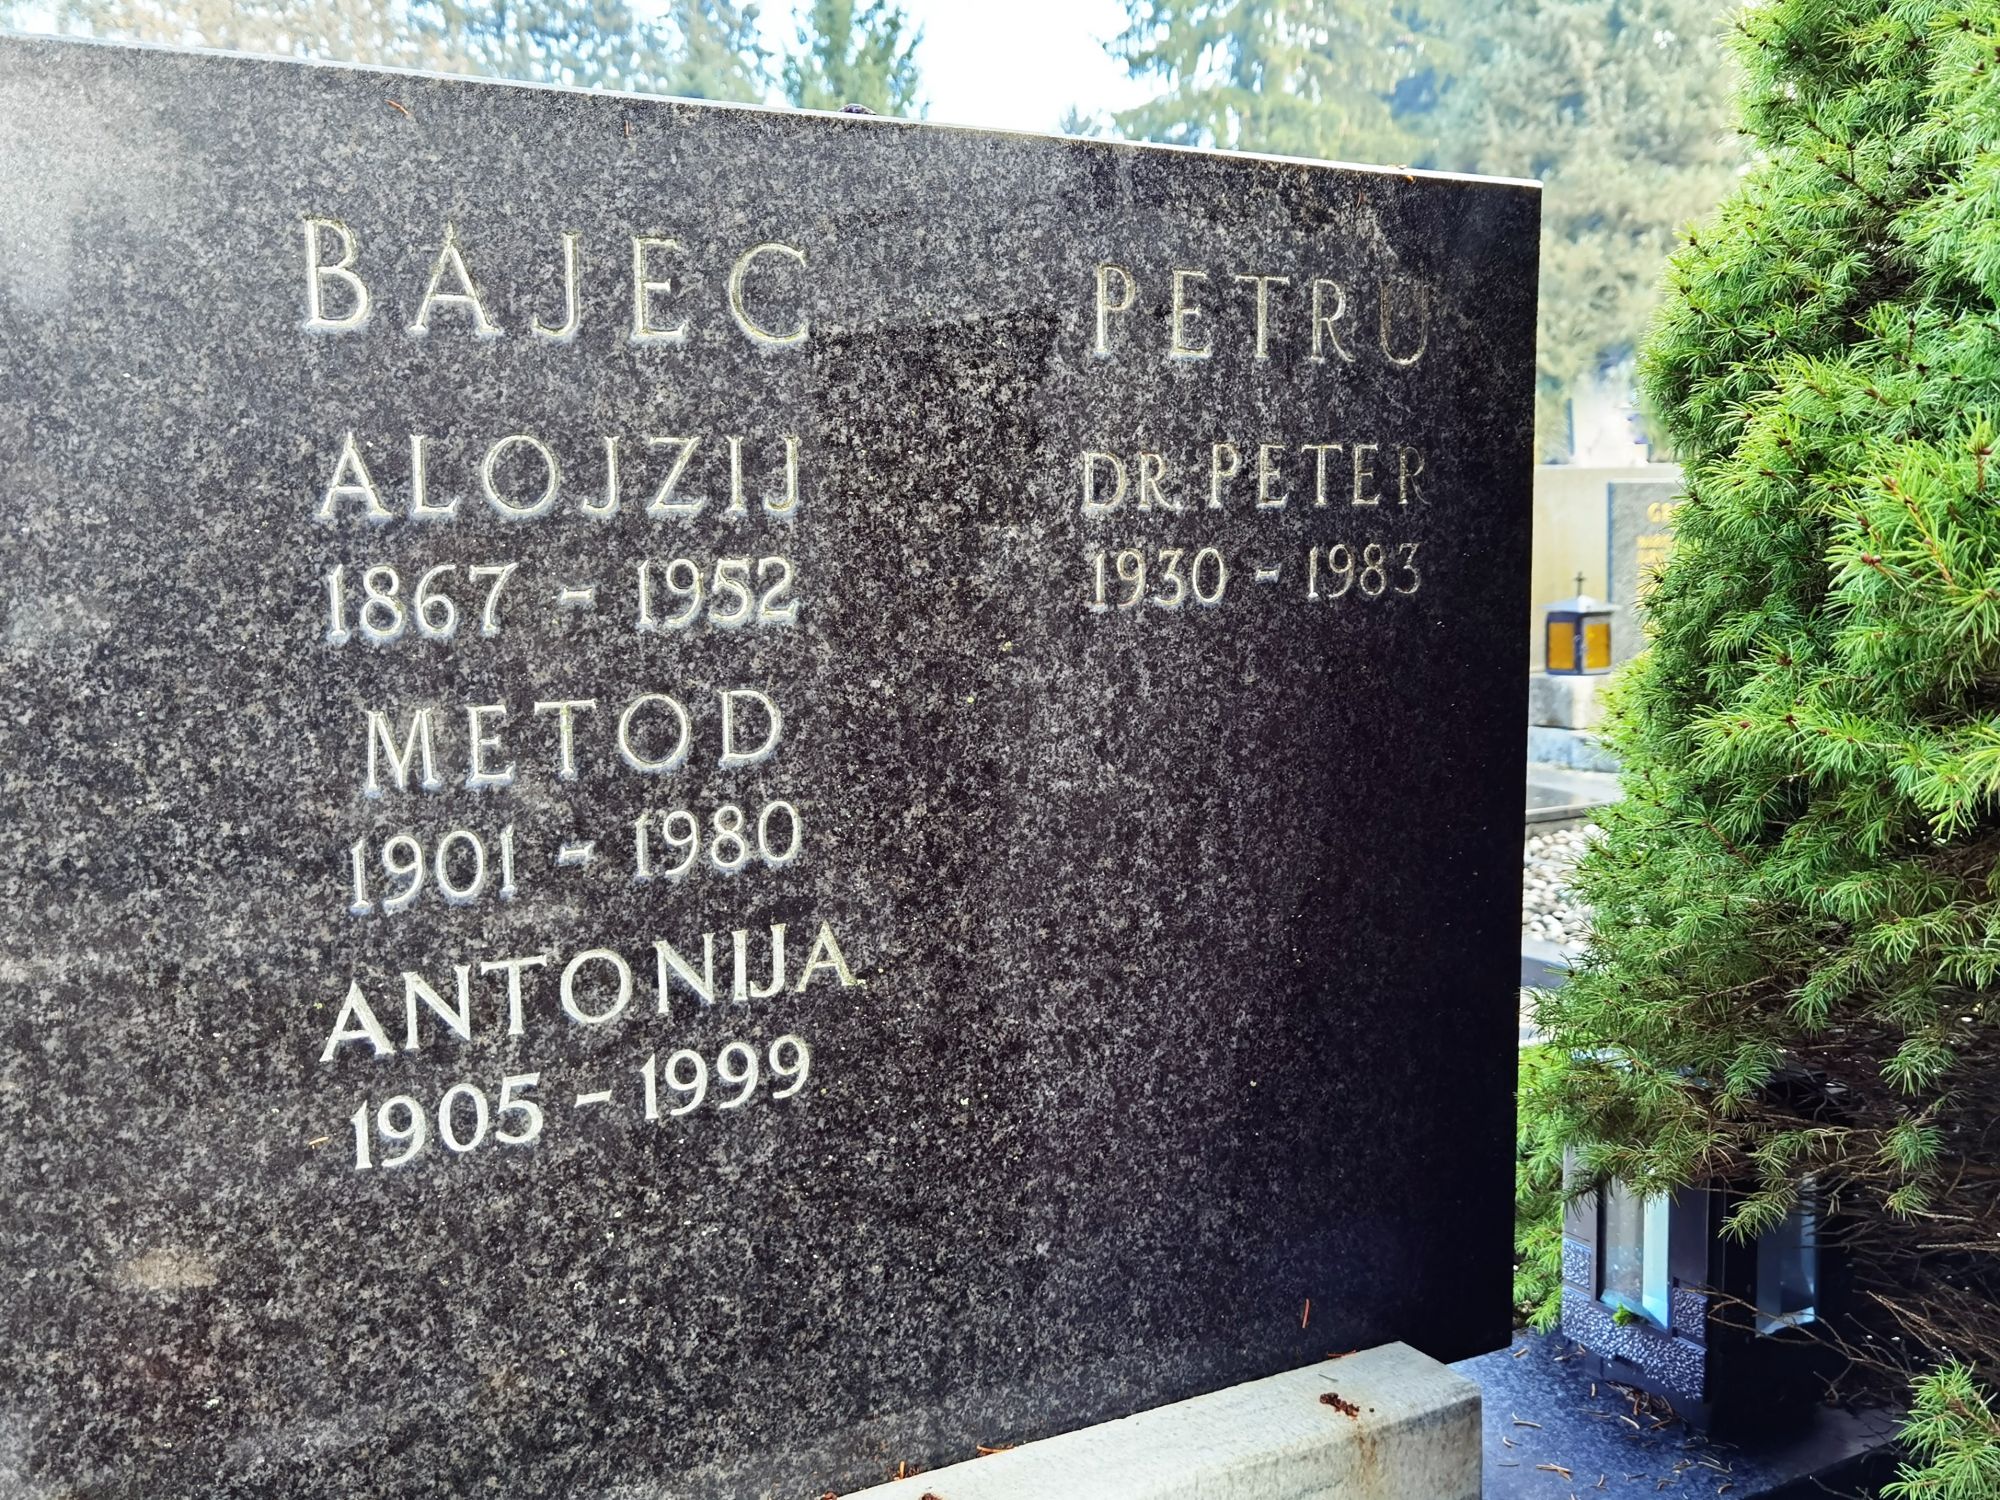 BAJEC
ALOJZIJ
1867 - 1952
METOD
1901 - 1980
ANTONIJA
1905 - 1999
PETRU
DR. PETER
1930 - 1983